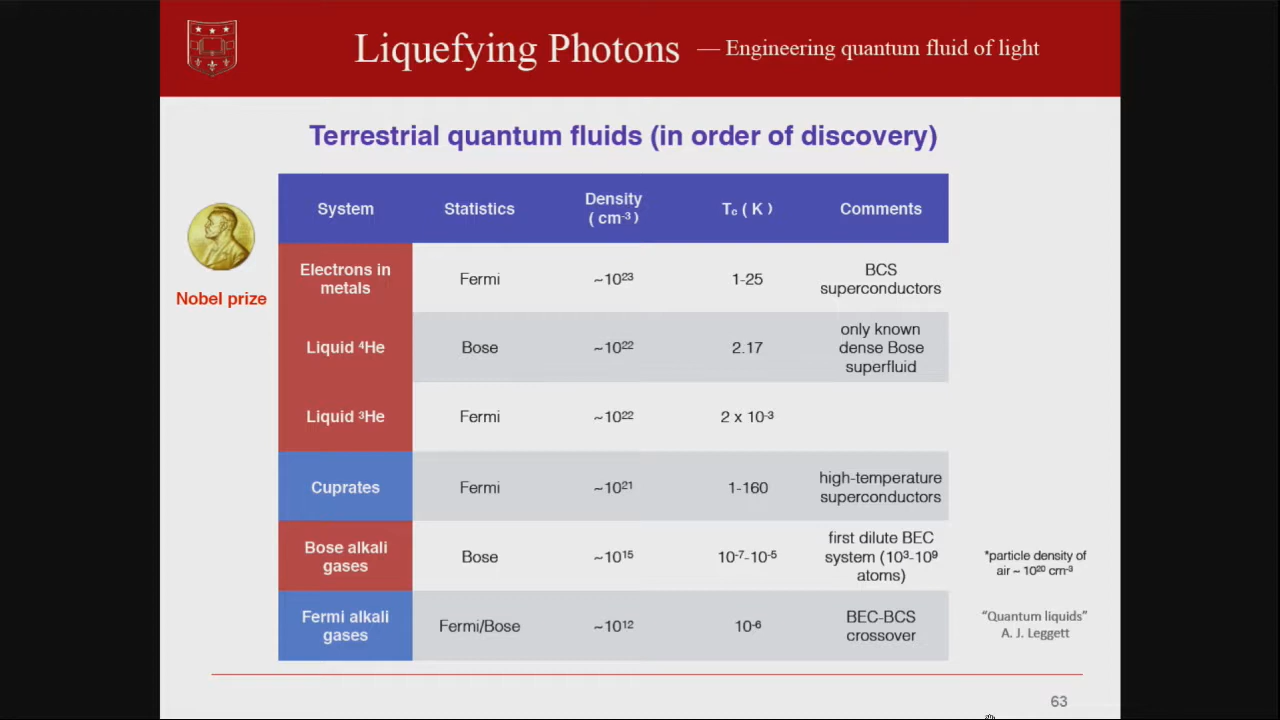 Liquefying Photons — Engineering quantum fluid of light
Terrestrial quantum fluids (in order of discovery)
System Statistics Density ( cm⁻³ ) T꜀ ( K ) Comments
Nobel prize
Electrons in metals Fermi ~10²³ 1-25 BCS superconductors
Liquid ⁴He Bose ~10²² 2.17 only known dense Bose superfluid
Liquid ³He Fermi ~10²² 2 x 10⁻³
Cuprates Fermi ~10²¹ 1-160 high-temperature superconductors
Bose alkali gases Bose ~10¹⁵ 10⁻⁷-10⁻⁵ first dilute BEC system (10³-10⁹ atoms)
*particle density of
air ~ 10²⁰ cm⁻³
Fermi alkali gases Fermi/Bose ~10¹² 10⁻⁶ BEC-BCS crossover
“Quantum liquids”
A. J. Leggett
63